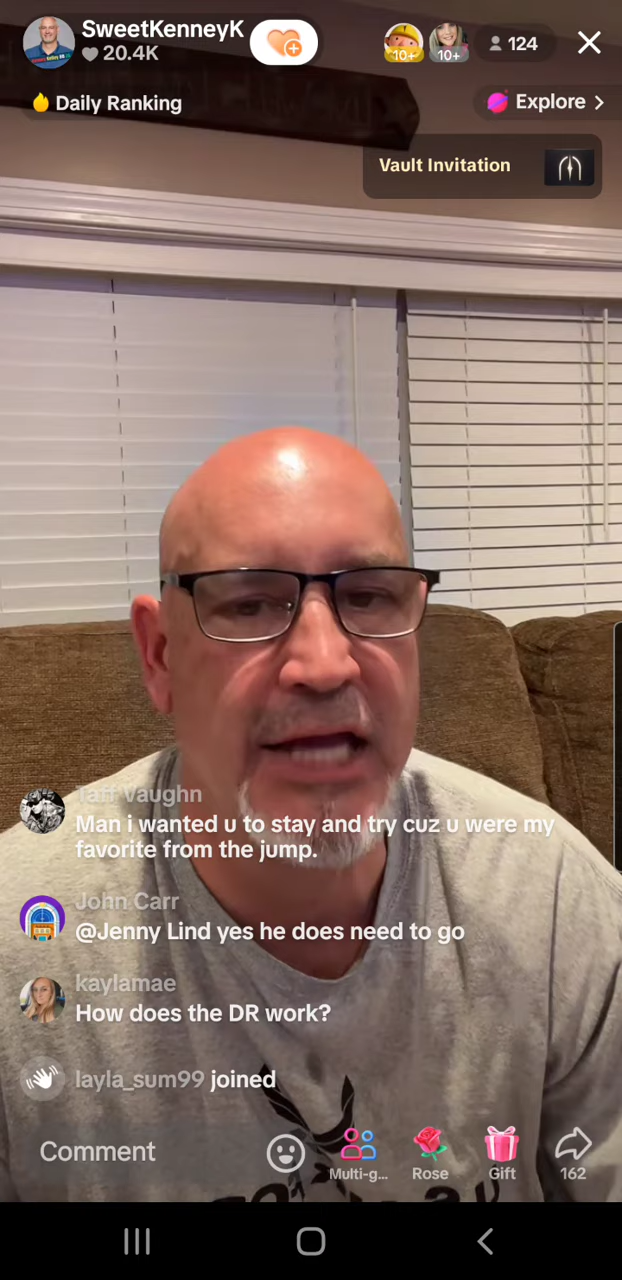 SweetKenneyK
20.4K
10+
10+
124
Daily Ranking
Explore
Vault Invitation
Taff Vaughn
Man i wanted u to stay and try cuz u were my
favorite from the jump.
John Carr
@Jenny Lind yes he does need to go
kaylamae
How does the DR work?
layla_sum99 joined
Comment
Multi-g...
Rose
Gift
162